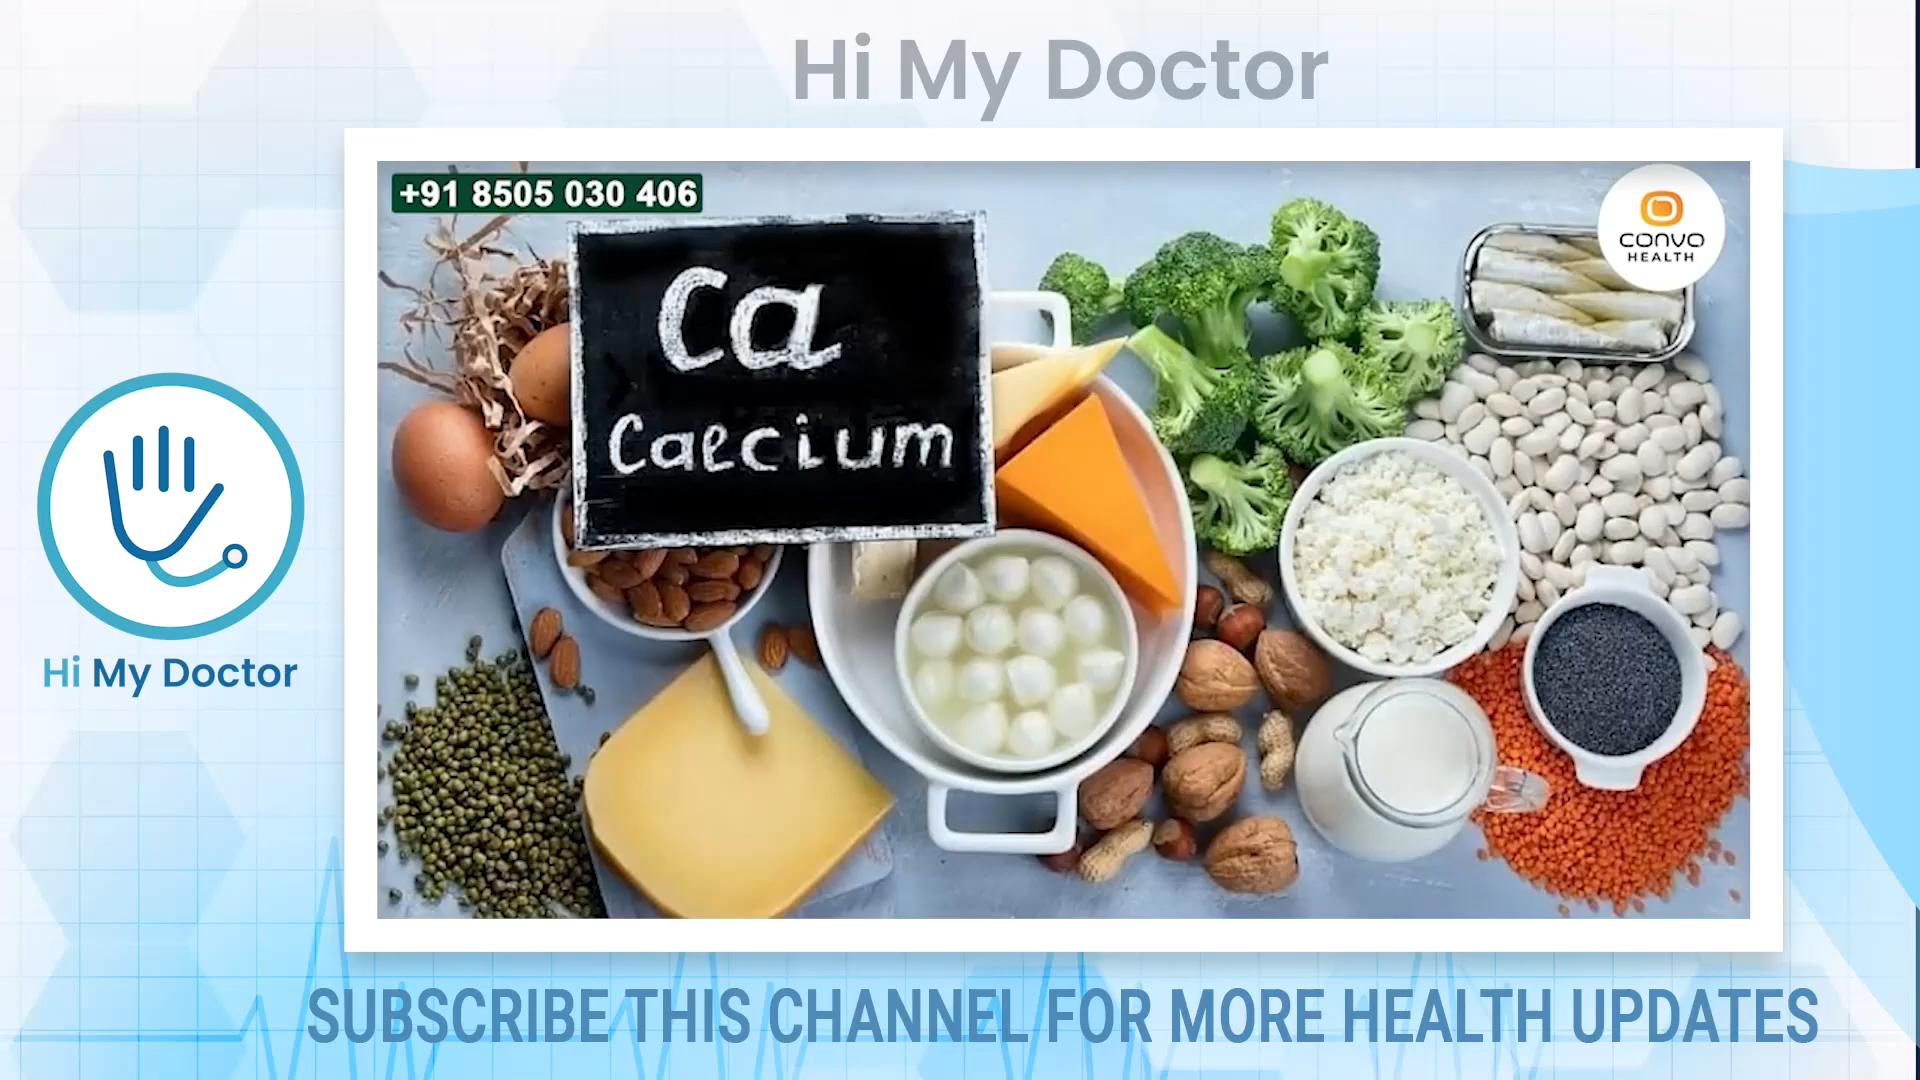 Hi My Doctor
+91 8505 030 406
CONVO
HEALTH
Ca
Calcium
Hi My Doctor
SUBSCRIBE THIS CHANNEL FOR MORE HEALTH UPDATES